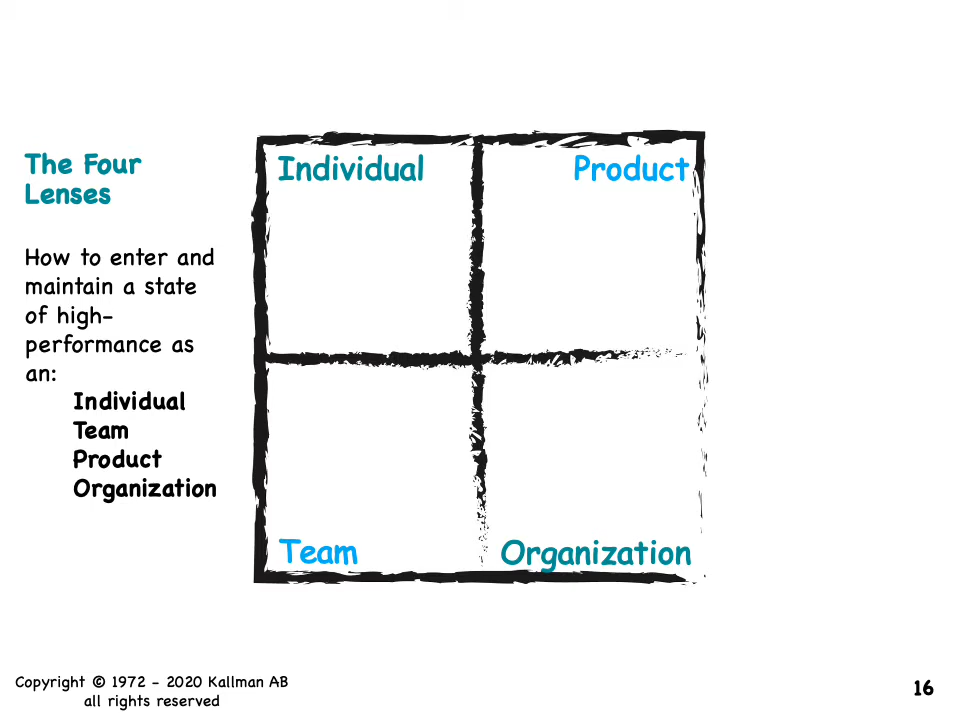 The Four
Lenses
How to enter and
maintain a state
of high-
performance as
an:
Individual
Team
Product
Organization
Individual
Product
Team
Organization
Copyright © 1972 - 2020 Kallman AB
all rights reserved
16